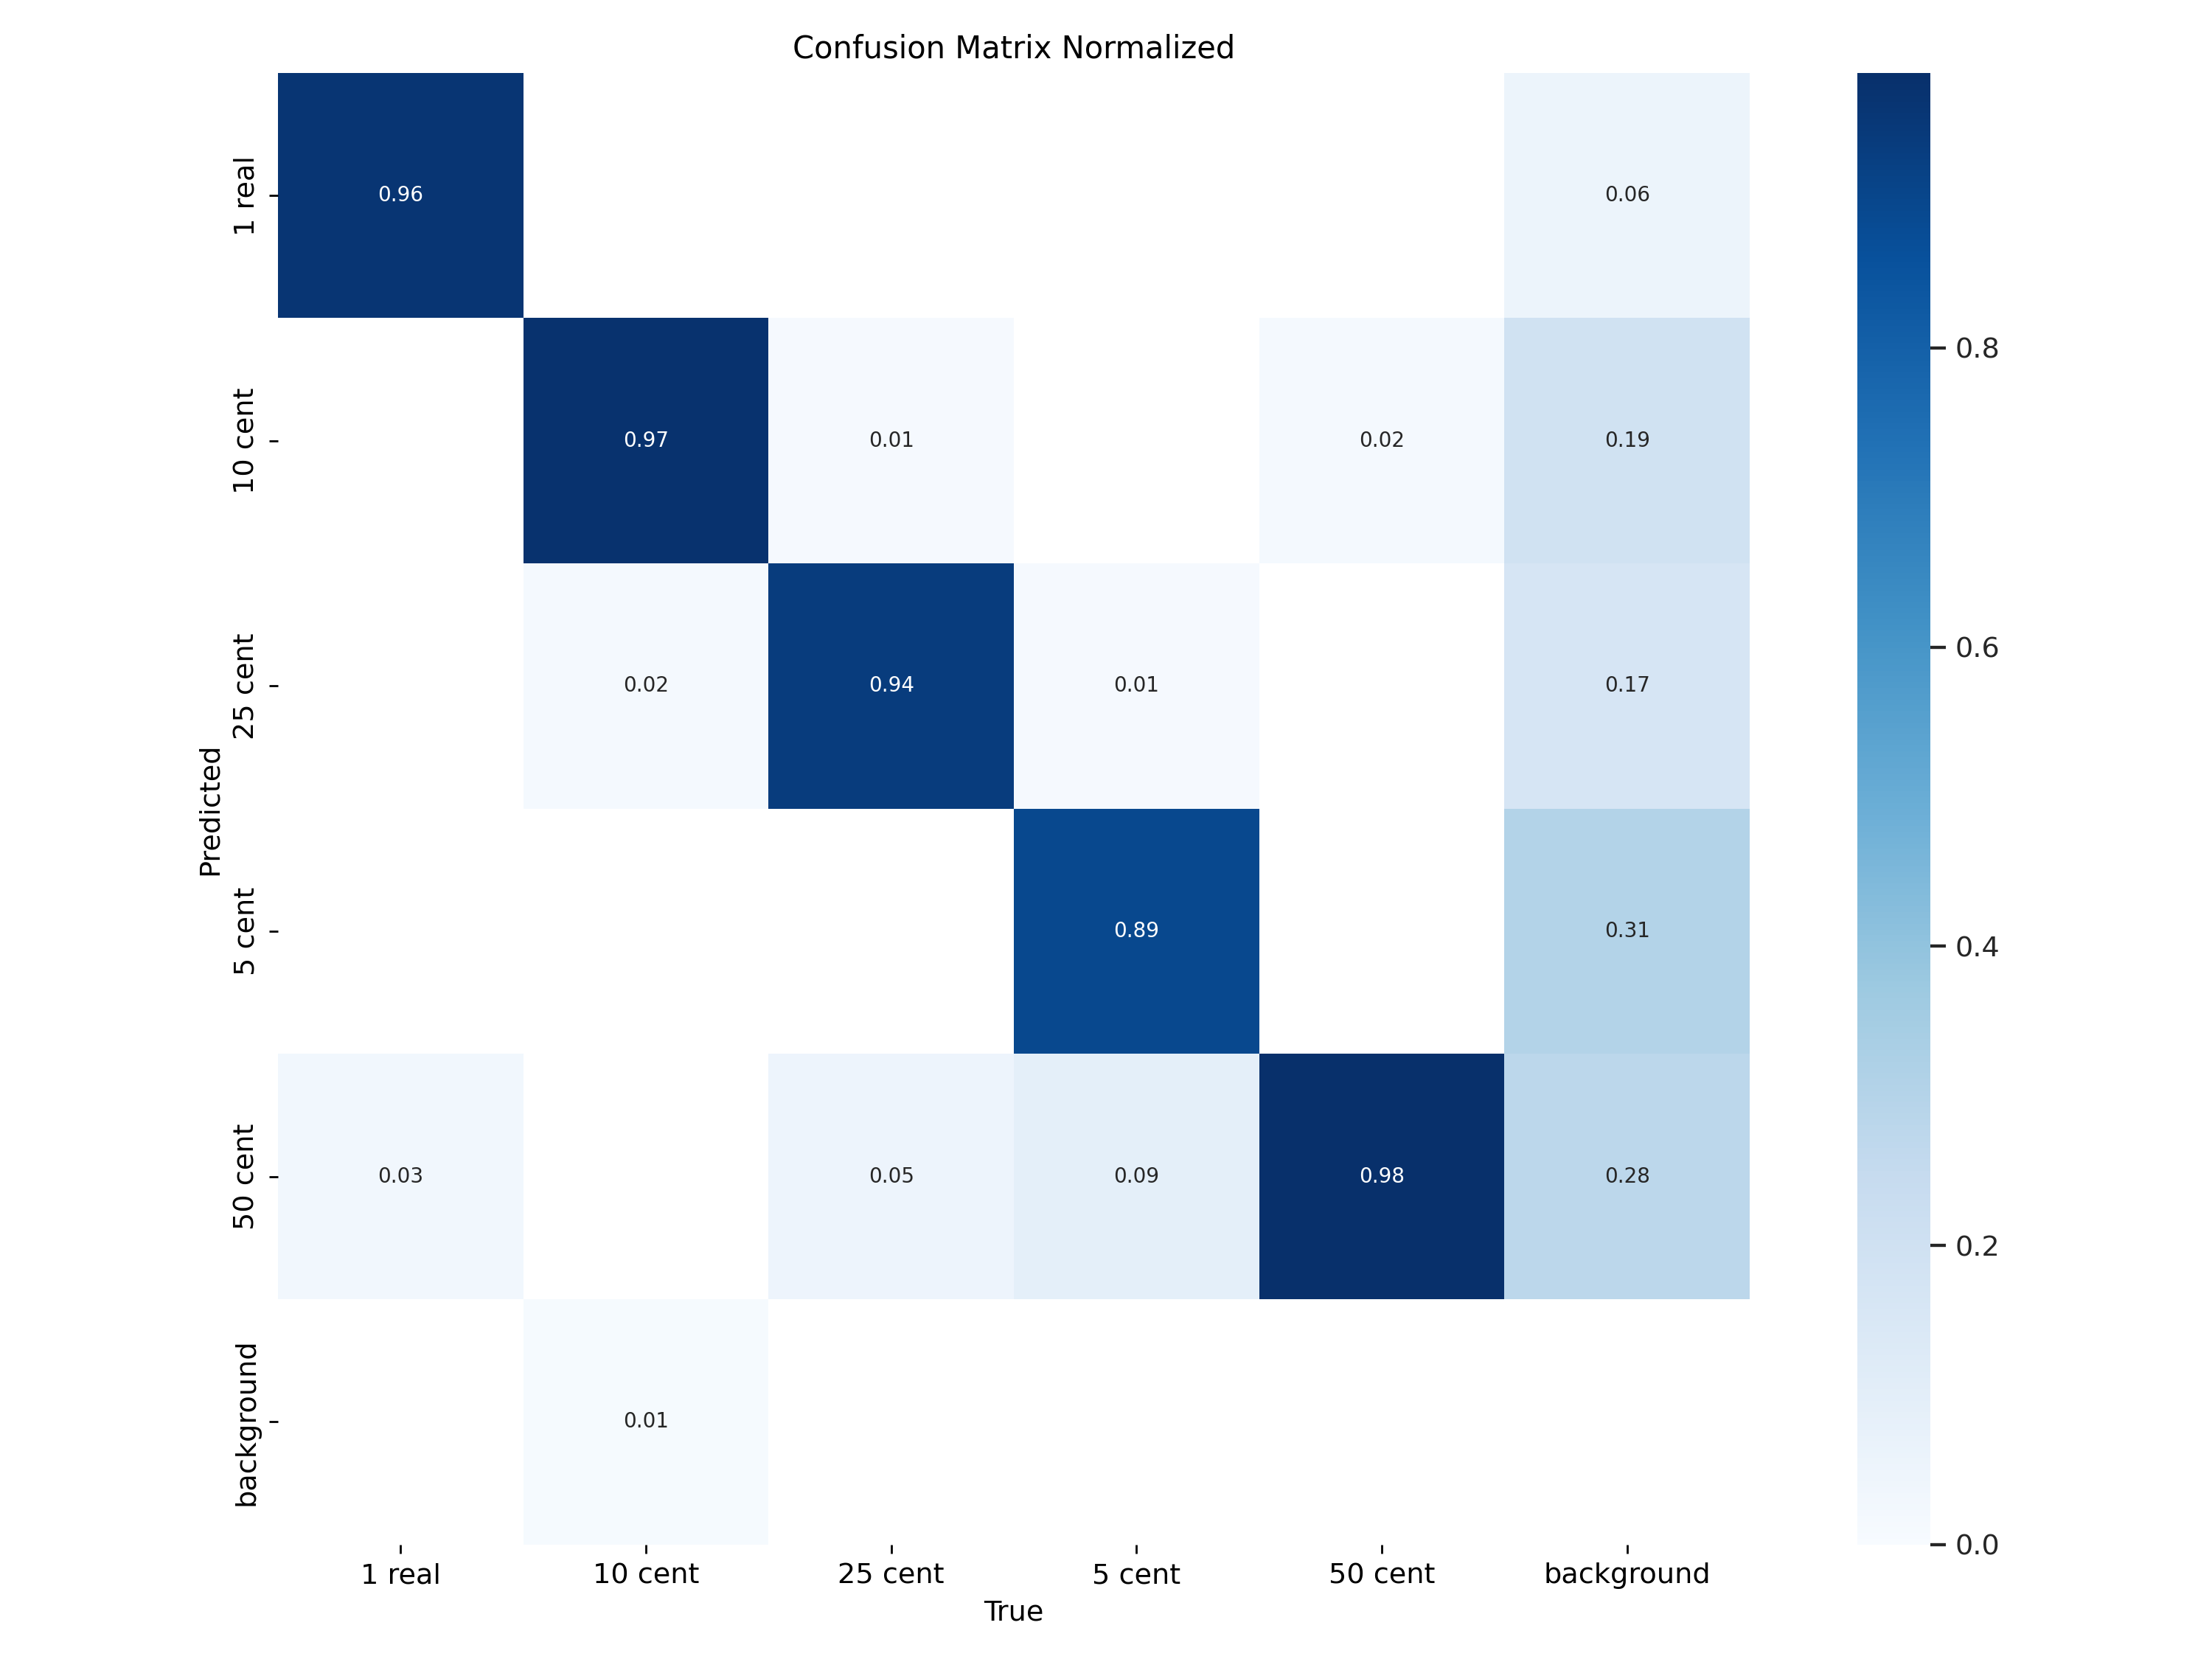 Confusion Matrix Normalized
1 real
0.96
0.06
10 cent
0.97
0.01
0.02
0.19
25 cent
0.02
0.94
0.01
0.17
5 cent
0.89
0.31
50 cent
0.03
0.05
0.09
0.98
0.28
background
0.01
Predicted
1 real
10 cent
25 cent
5 cent
50 cent
background
True
0.8
0.6
0.4
0.2
0.0